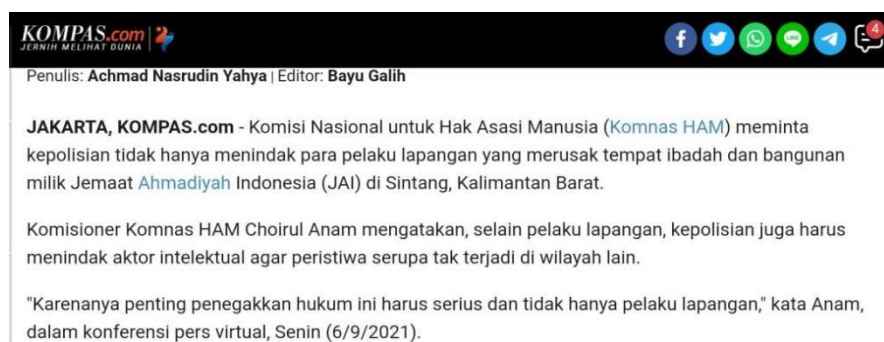 KOMPAS.com
JERNIH MELIHAT DUNIA
4
Penulis: Achmad Nasrudin Yahya | Editor: Bayu Galih
JAKARTA, KOMPAS.com - Komisi Nasional untuk Hak Asasi Manusia (Komnas HAM) meminta
kepolisian tidak hanya menindak para pelaku lapangan yang merusak tempat ibadah dan bangunan
milik Jemaat Ahmadiyah Indonesia (JAI) di Sintang, Kalimantan Barat.
Komisioner Komnas HAM Choirul Anam mengatakan, selain pelaku lapangan, kepolisian juga harus
menindak aktor intelektual agar peristiwa serupa tak terjadi di wilayah lain.
"Karenanya penting penegakkan hukum ini harus serius dan tidak hanya pelaku lapangan," kata Anam,
dalam konferensi pers virtual, Senin (6/9/2021).